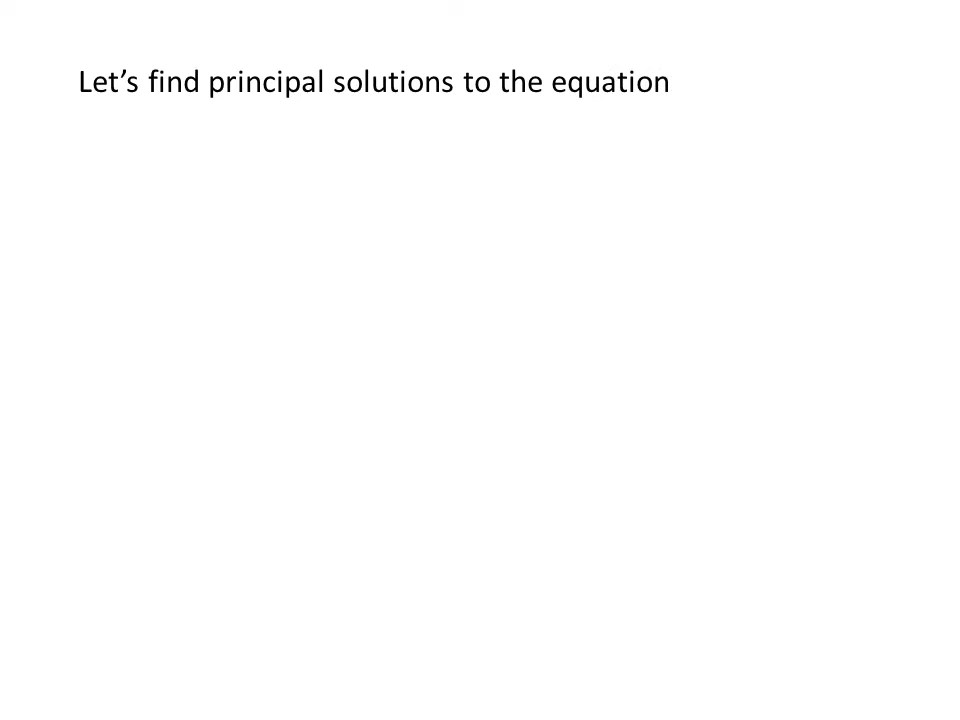 Let’s find principal solutions to the equation